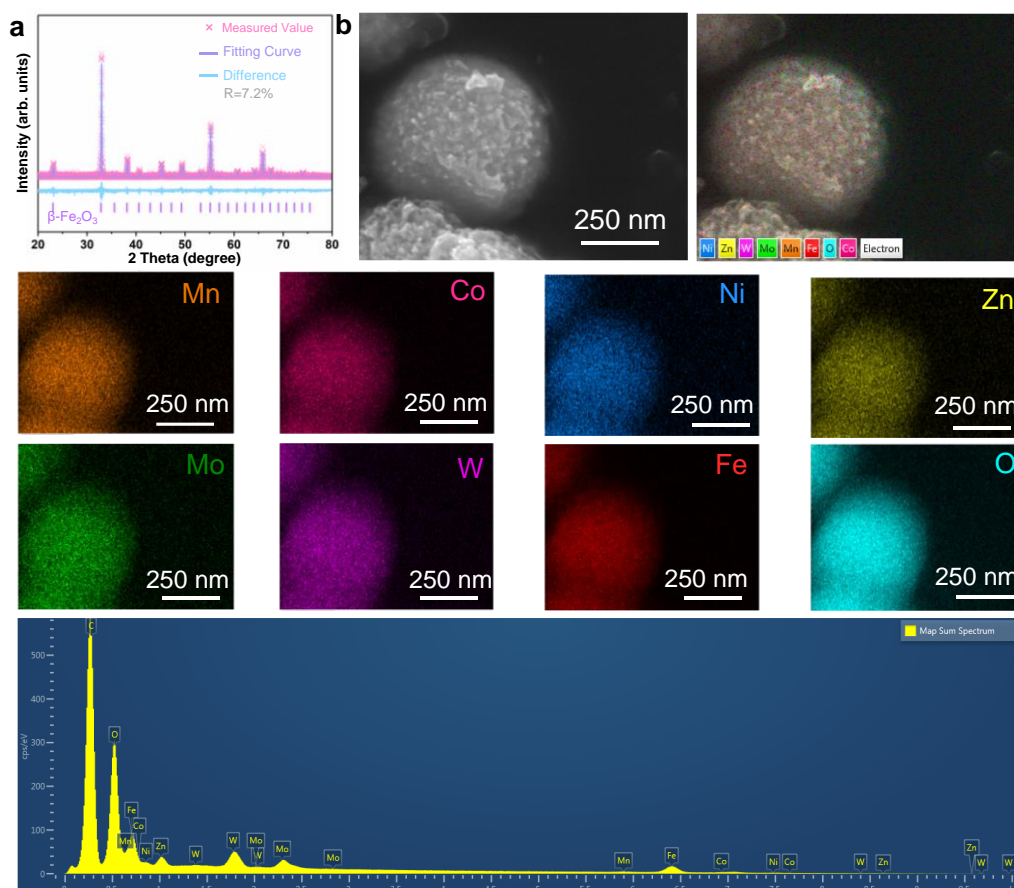 a
× Measured Value
Fitting Curve
Difference
R=7.2%
Intensity (arb. units)
β-Fe₂O₃
20 30 40 50 60 70 80
2 Theta (degree)
b
250 nm
Ni Zn W Mo Mn Fe O Co Electron
Mn
250 nm
Co
250 nm
Ni
250 nm
Zn
250 nm
Mo
250 nm
W
250 nm
Fe
250 nm
O
250 nm
Map Sum Spectrum
cps/eV
500
400
300
200
100
0
C
O
Fe
Mn
Co
Ni
Zn
W
W
Mo
W
Mo
Mo
Mn
Fe
Co
Ni
Co
W
Zn
Zn
W
W